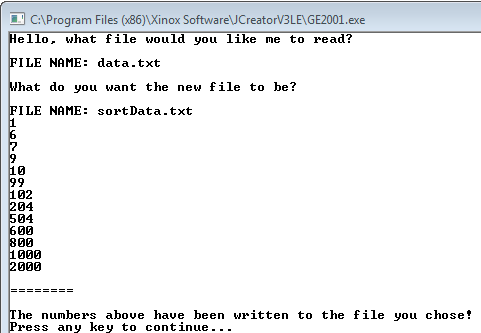 C:\Program Files (x86)\Xinox Software\JCreatorV3LE\GE2001.exe
Hello, what file would you like me to read?
FILE NAME: data.txt
What do you want the new file to be?
FILE NAME: sortData.txt
1
6
7
9
10
99
102
204
504
600
800
1000
2000
========
The numbers above have been written to the file you chose!
Press any key to continue...